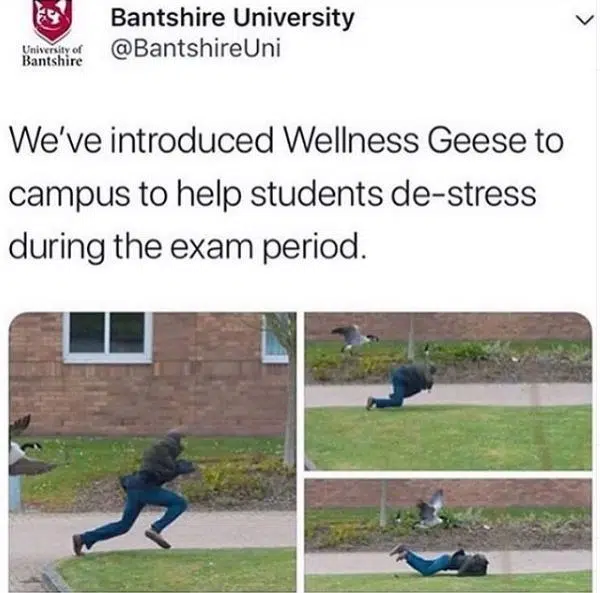 Bantshire University
University of
Bantshire
@BantshireUni
We've introduced Wellness Geese to
campus to help students de-stress
during the exam period.